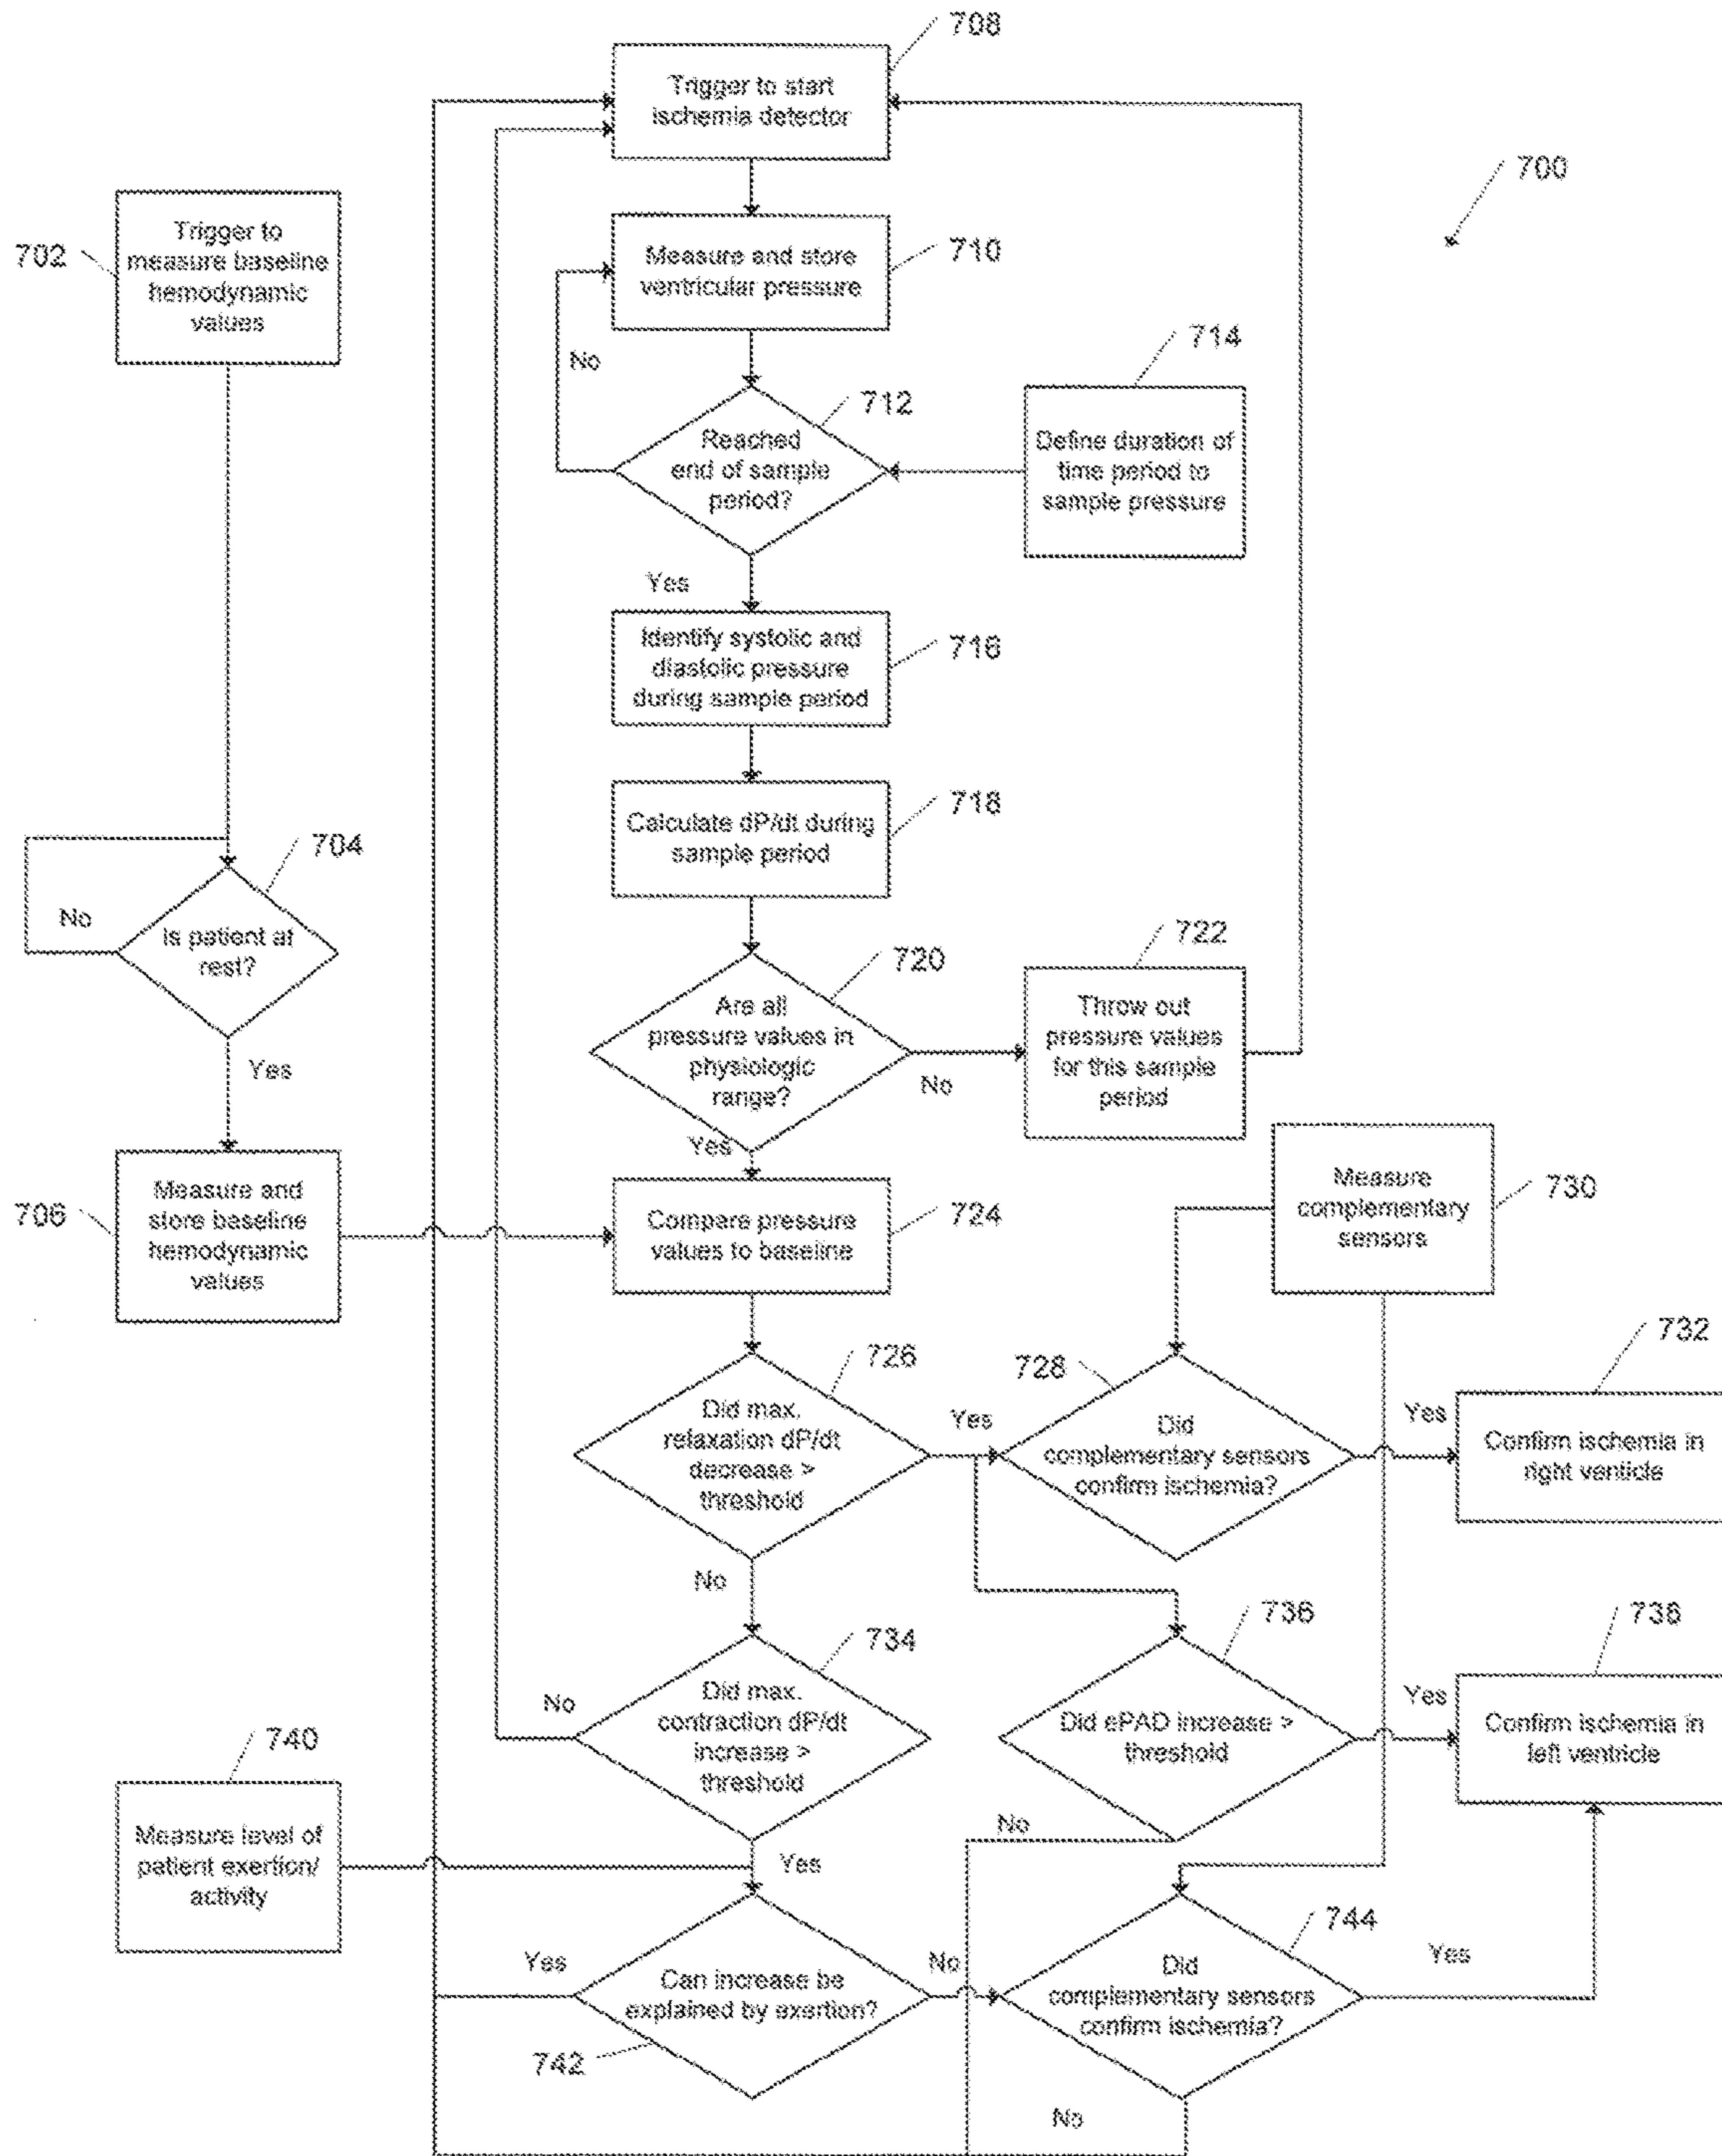 708
Trigger to start
ischemia detector
700
702
Trigger to
measure baseline
hemodynamic
values
Measure and store
ventricular pressure
710
No
714
712
Reached
end of sample
period?
Define duration of
time period to
sample pressure
Yes
Identify systolic and
diastolic pressure
during sample period
716
Calculate dP/dt during
sample period
718
704
No
Is patient at
rest?
Yes
720
Are all
pressure values in
physiologic
range?
No
722
Throw out
pressure values
for this sample
period
Yes
706
Measure and
store baseline
hemodynamic
values
Compare pressure
values to baseline
724
Measure
complementary
sensors
730
726
Did max.
relaxation dP/dt
decrease >
threshold
Yes
728
Did
complementary sensors
confirm ischemia?
Yes
732
Confirm ischemia in
right venticle
No
734
Did max.
contraction dP/dt
increase >
threshold
No
736
Did ePAD increase >
threshold
Yes
738
Confirm ischemia in
left ventricle
No
740
Measure level of
patient exertion/
activity
Yes
Yes
Can increase be
explained by exertion?
742
No
744
Did
complementary sensors
confirm ischemia?
Yes
No